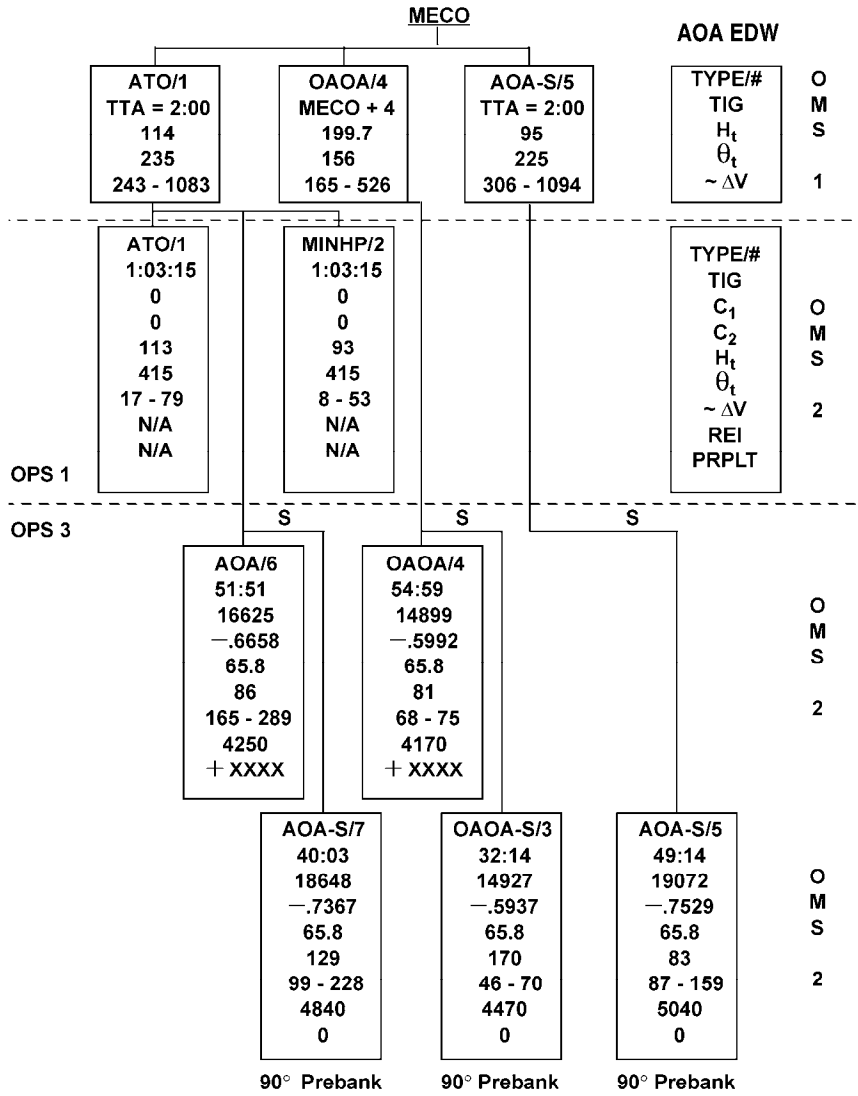 MECO
AOA EDW
ATO/1
TTA = 2:00
114
235
243 - 1083
OAOA/4
MECO + 4
199.7
156
165 - 526
AOA-S/5
TTA = 2:00
95
225
306 - 1094
TYPE/#
TIG
Ht
θt
~ ΔV
O
M
S
1
ATO/1
1:03:15
0
0
113
415
17 - 79
N/A
N/A
MINHP/2
1:03:15
0
0
93
415
8 - 53
N/A
N/A
TYPE/#
TIG
C1
C2
Ht
θt
~ ΔV
REI
PRPLT
O
M
S
2
OPS 1
OPS 3
S
S
S
AOA/6
51:51
16625
—.6658
65.8
86
165 - 289
4250
+ XXXX
OAOA/4
54:59
14899
—.5992
65.8
81
68 - 75
4170
+ XXXX
O
M
S
2
AOA-S/7
40:03
18648
—.7367
65.8
129
99 - 228
4840
0
90° Prebank
OAOA-S/3
32:14
14927
—.5937
65.8
170
46 - 70
4470
0
90° Prebank
AOA-S/5
49:14
19072
—.7529
65.8
83
87 - 159
5040
0
90° Prebank
O
M
S
2